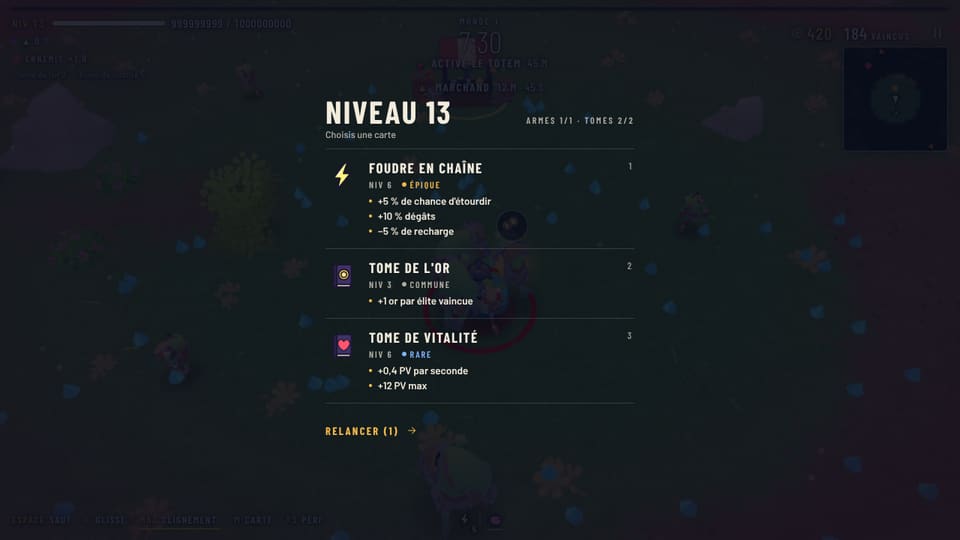 NIV 13
999999999 / 1000000000
MONDE 1
7:30
ACTIVE LE TOTEM 45 M
420
184 VAINCUS
MARCHAND 12 M
NIVEAU 13
ARMES 1/1 · TOMES 2/2
Choisis une carte
FOUDRE EN CHAÎNE
1
NIV 6 ÉPIQUE
+5 % de chance d'étourdir
+10 % dégâts
−5 % de recharge
TOME DE L'OR
2
NIV 3 COMMUNE
+1 or par élite vaincue
TOME DE VITALITÉ
3
NIV 6 RARE
+0,4 PV par seconde
+12 PV max
RELANCER (1) →
ESPACE SAUT
GLISSE
M CARTE